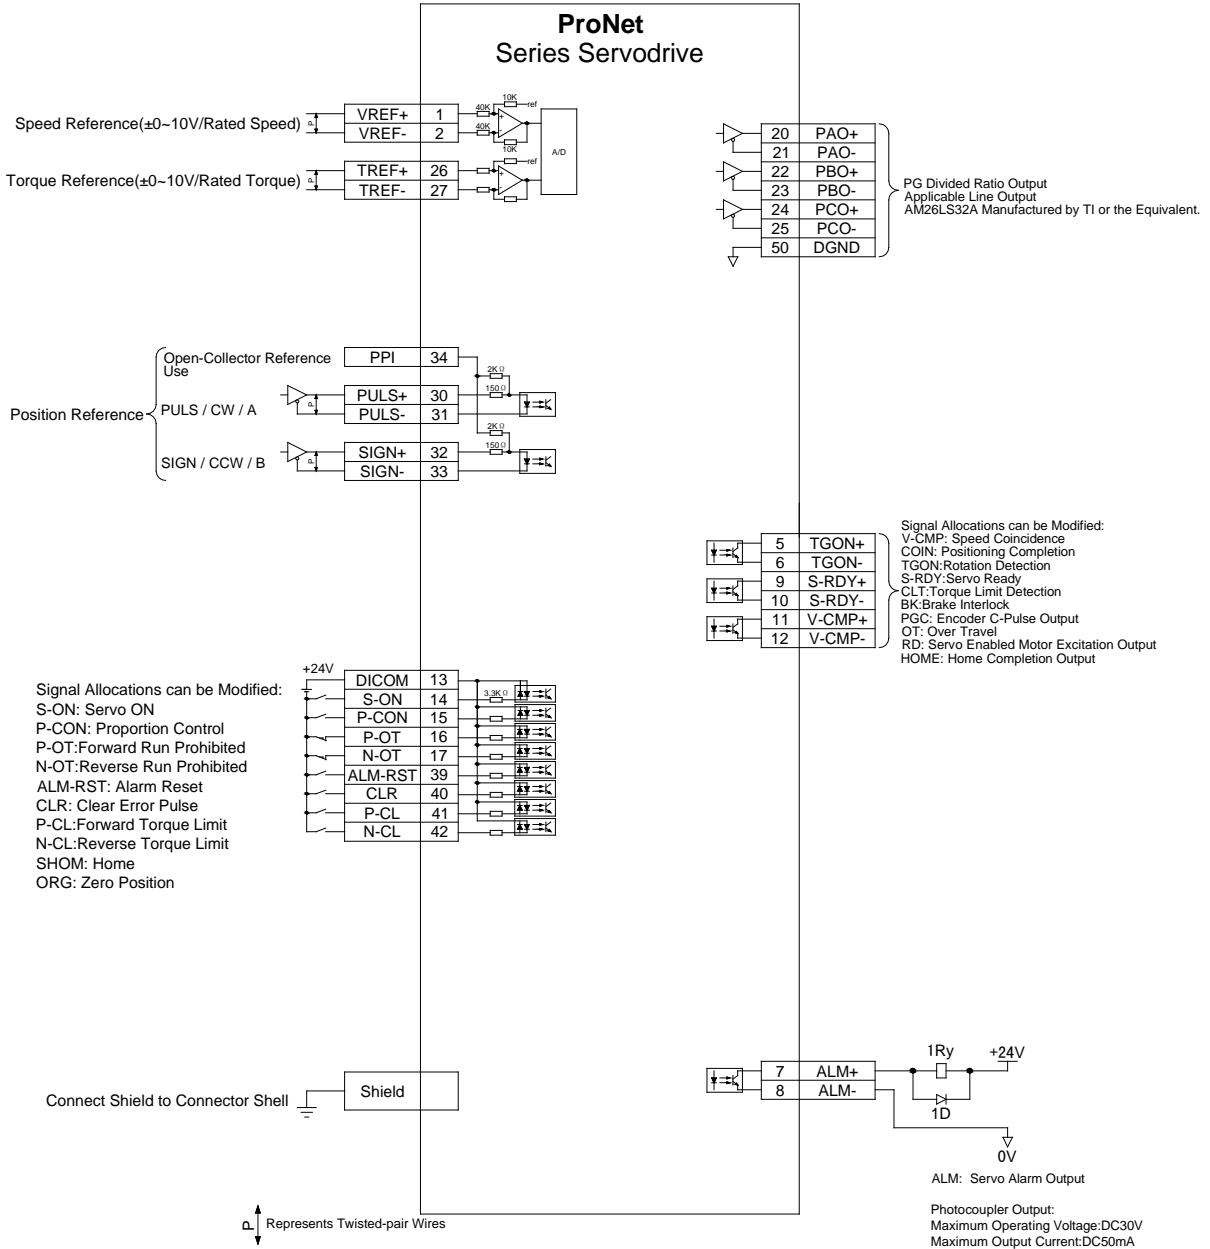 ProNet
Series Servodrive
Speed Reference(±0~10V/Rated Speed)
P
VREF+ 1
VREF- 2
40K
40K
10K
ref
10K
A/D
Torque Reference(±0~10V/Rated Torque)
P
TREF+ 26
TREF- 27
ref
20 PAO+
21 PAO-
22 PBO+
23 PBO-
24 PCO+
25 PCO-
50 DGND
PG Divided Ratio Output
Applicable Line Output
AM26LS32A Manufactured by TI or the Equivalent.
Position Reference
Open-Collector Reference
Use
PPI 34
PULS / CW / A
P
PULS+ 30
PULS- 31
2KΩ
150Ω
SIGN / CCW / B
P
SIGN+ 32
SIGN- 33
2KΩ
150Ω
5 TGON+
6 TGON-
9 S-RDY+
10 S-RDY-
11 V-CMP+
12 V-CMP-
Signal Allocations can be Modified:
V-CMP: Speed Coincidence
COIN: Positioning Completion
TGON:Rotation Detection
S-RDY:Servo Ready
CLT:Torque Limit Detection
BK:Brake Interlock
PGC: Encoder C-Pulse Output
OT: Over Travel
RD: Servo Enabled Motor Excitation Output
HOME: Home Completion Output
Signal Allocations can be Modified:
S-ON: Servo ON
P-CON: Proportion Control
P-OT:Forward Run Prohibited
N-OT:Reverse Run Prohibited
ALM-RST: Alarm Reset
CLR: Clear Error Pulse
P-CL:Forward Torque Limit
N-CL:Reverse Torque Limit
SHOM: Home
ORG: Zero Position
+24V
DICOM 13
S-ON 14
P-CON 15
P-OT 16
N-OT 17
ALM-RST 39
CLR 40
P-CL 41
N-CL 42
3.3KΩ
Connect Shield to Connector Shell
Shield
7 ALM+
8 ALM-
1Ry
+24V
1D
0V
ALM: Servo Alarm Output
Photocoupler Output:
Maximum Operating Voltage:DC30V
Maximum Output Current:DC50mA
P
Represents Twisted-pair Wires